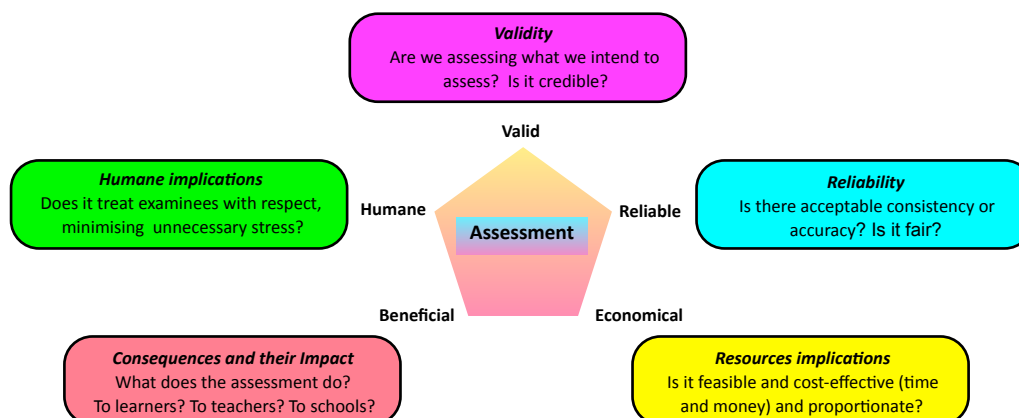 Validity
Are we assessing what we intend to
assess?  Is it credible?
Valid
Humane implications
Does it treat examinees with respect,
minimising  unnecessary stress?
Humane
Reliable
Reliability
Is there acceptable consistency or
accuracy? Is it fair?
Assessment
Beneficial
Economical
Consequences and their Impact
What does the assessment do?
To learners? To teachers? To schools?
Resources implications
Is it feasible and cost-effective (time
and money) and proportionate?